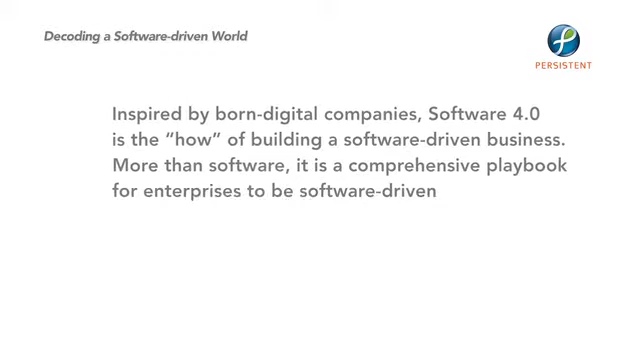 Decoding a Software-driven World
PERSISTENT
Inspired by born-digital companies, Software 4.0
is the “how” of building a software-driven business.
More than software, it is a comprehensive playbook
for enterprises to be software-driven